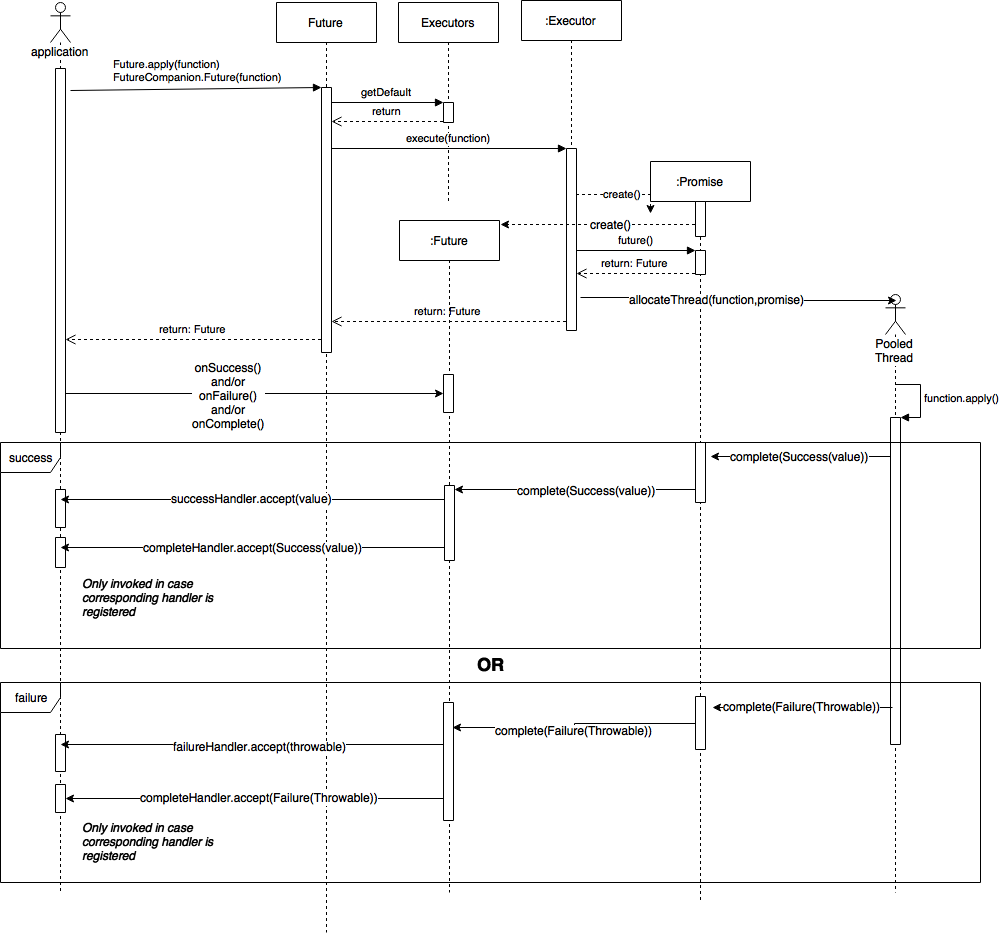 Future
Executors
:Executor
application
Future.apply(function)
FutureCompanion.Future(function)
getDefault
return
execute(function)
:Promise
create()
create()
:Future
future()
return: Future
allocateThread(function,promise)
return: Future
return: Future
Pooled
Thread
onSuccess()
and/or
onFailure()
and/or
onComplete()
function.apply()
success
complete(Success(value))
complete(Success(value))
successHandler.accept(value)
completeHandler.accept(Success(value))
Only invoked in case
corresponding handler is
registered
OR
failure
complete(Failure(Throwable))
complete(Failure(Throwable))
failureHandler.accept(throwable)
completeHandler.accept(Failure(Throwable))
Only invoked in case
corresponding handler is
registered